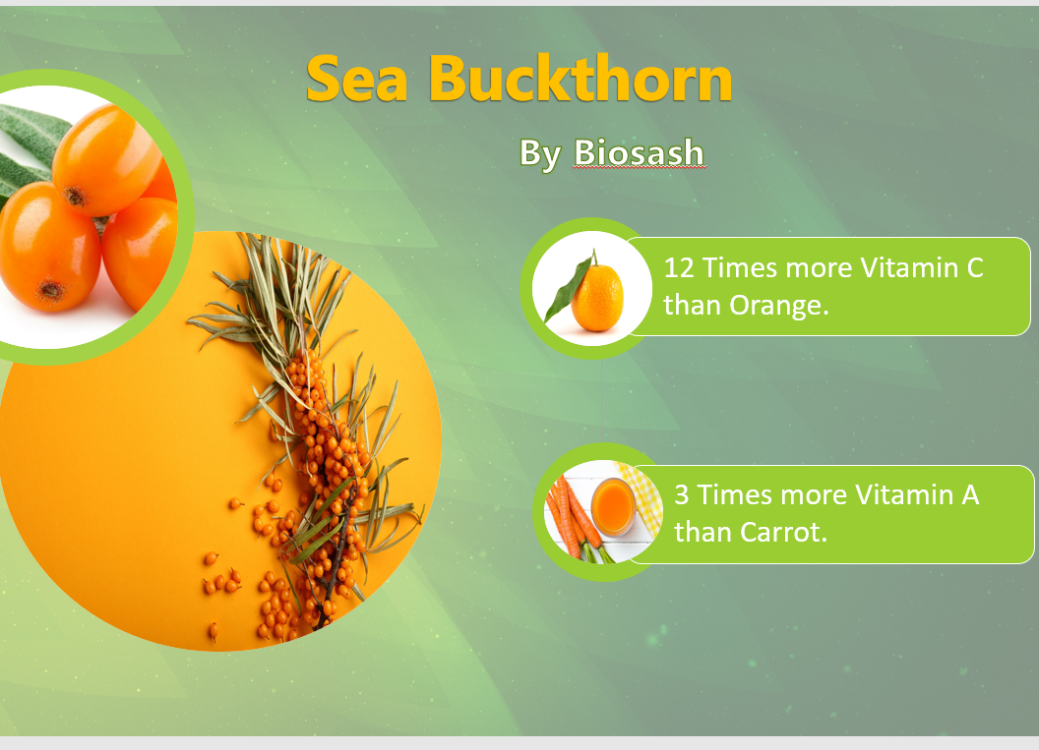 Sea Buckthorn
By Biosash
12 Times more Vitamin C
than Orange.
3 Times more Vitamin A
than Carrot.